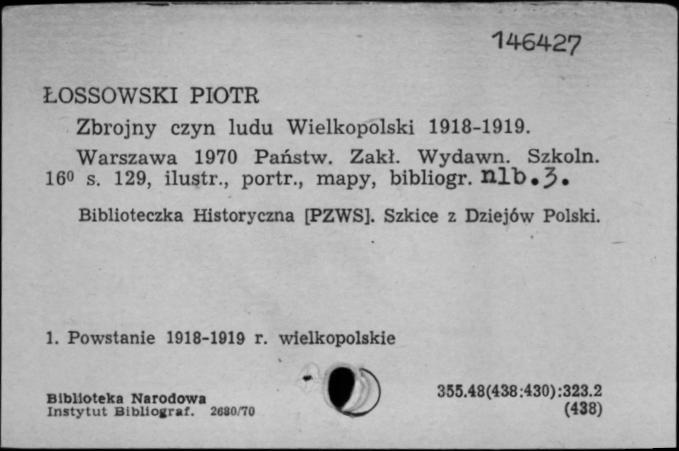 146427
ŁOSSOWSKI PIOTR
Zbrojny czyn ludu Wielkopolski 1918-1919.
Warszawa 1970 Państw. Zakł. Wydawn. Szkoln.
16⁰ s. 129, ilustr., portr., mapy, bibliogr. nlb.3.
Biblioteczka Historyczna [PZWS]. Szkice z Dziejów Polski.
1. Powstanie 1918-1919 r. wielkopolskie
Biblioteka Narodowa
Instytut Bibliograf. 2680/70
355.48(438:430):323.2
(438)